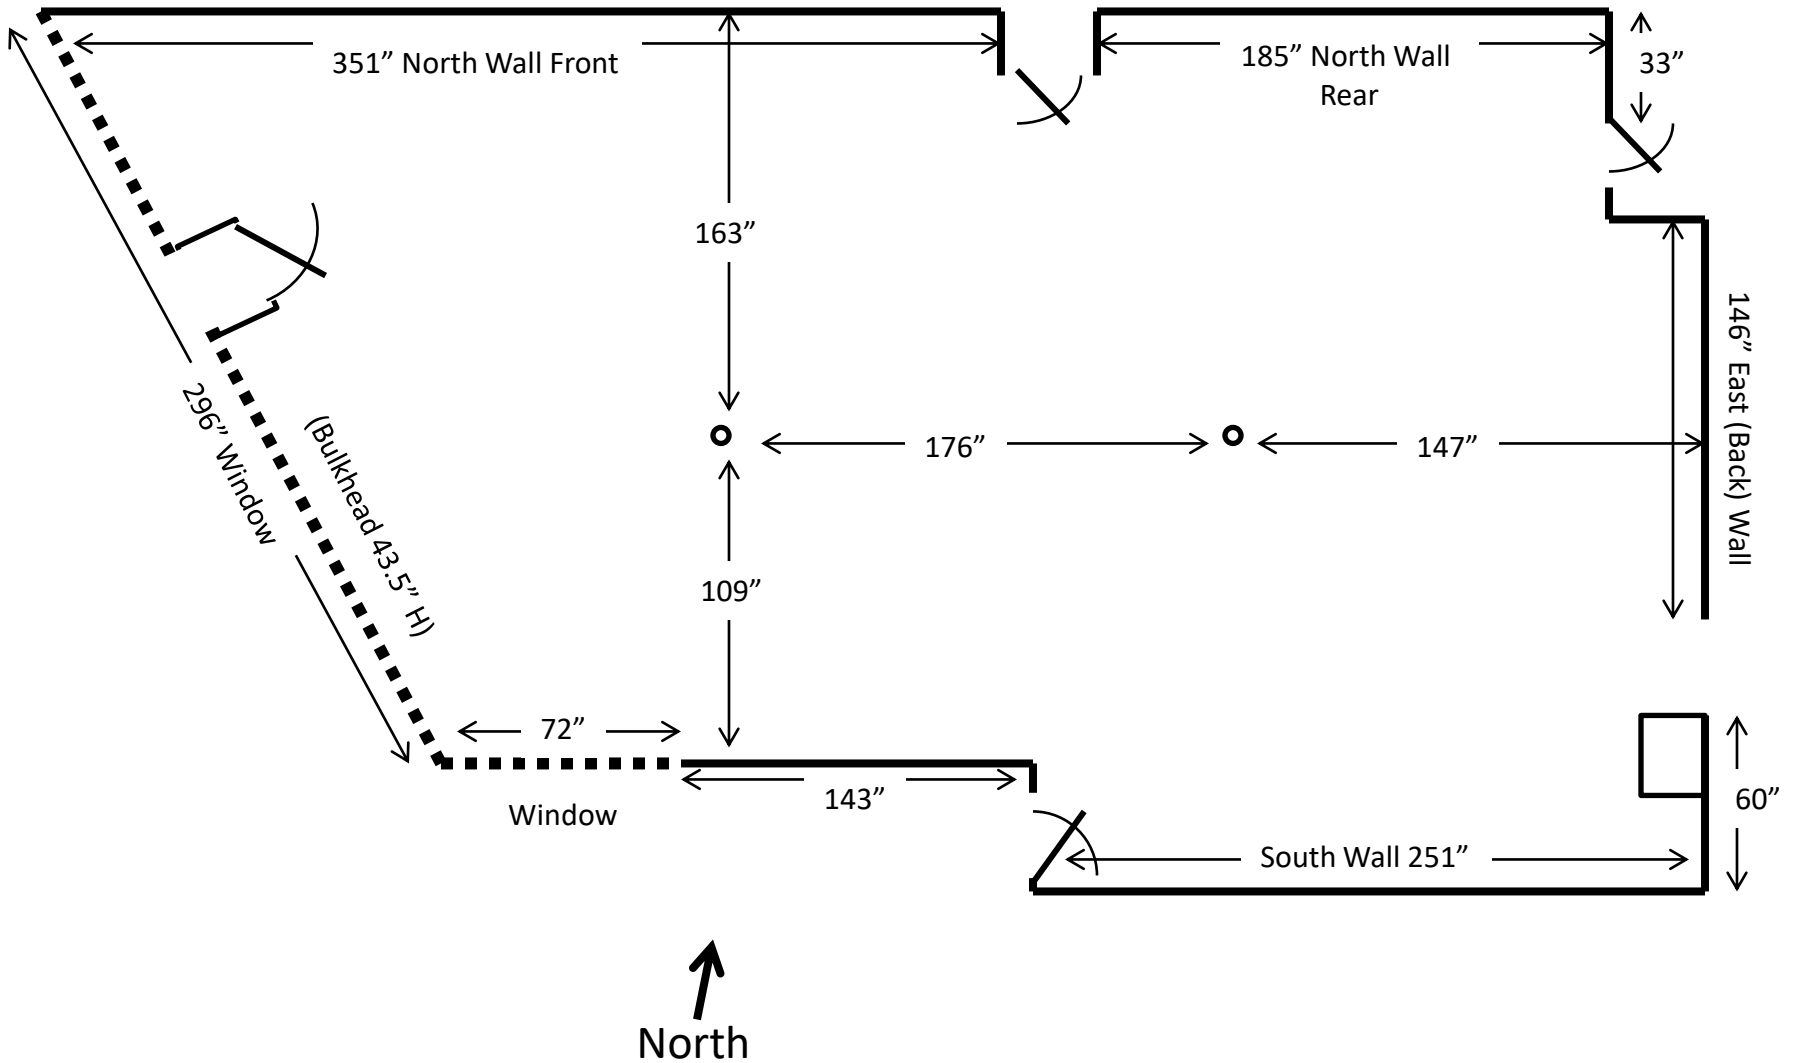 351” North Wall Front
185” North Wall
Rear
33”
163”
146” East (Back) Wall
296” Window
(Bulkhead 43.5” H)
176”
147”
109”
72”
143”
Window
60”
South Wall 251”
North